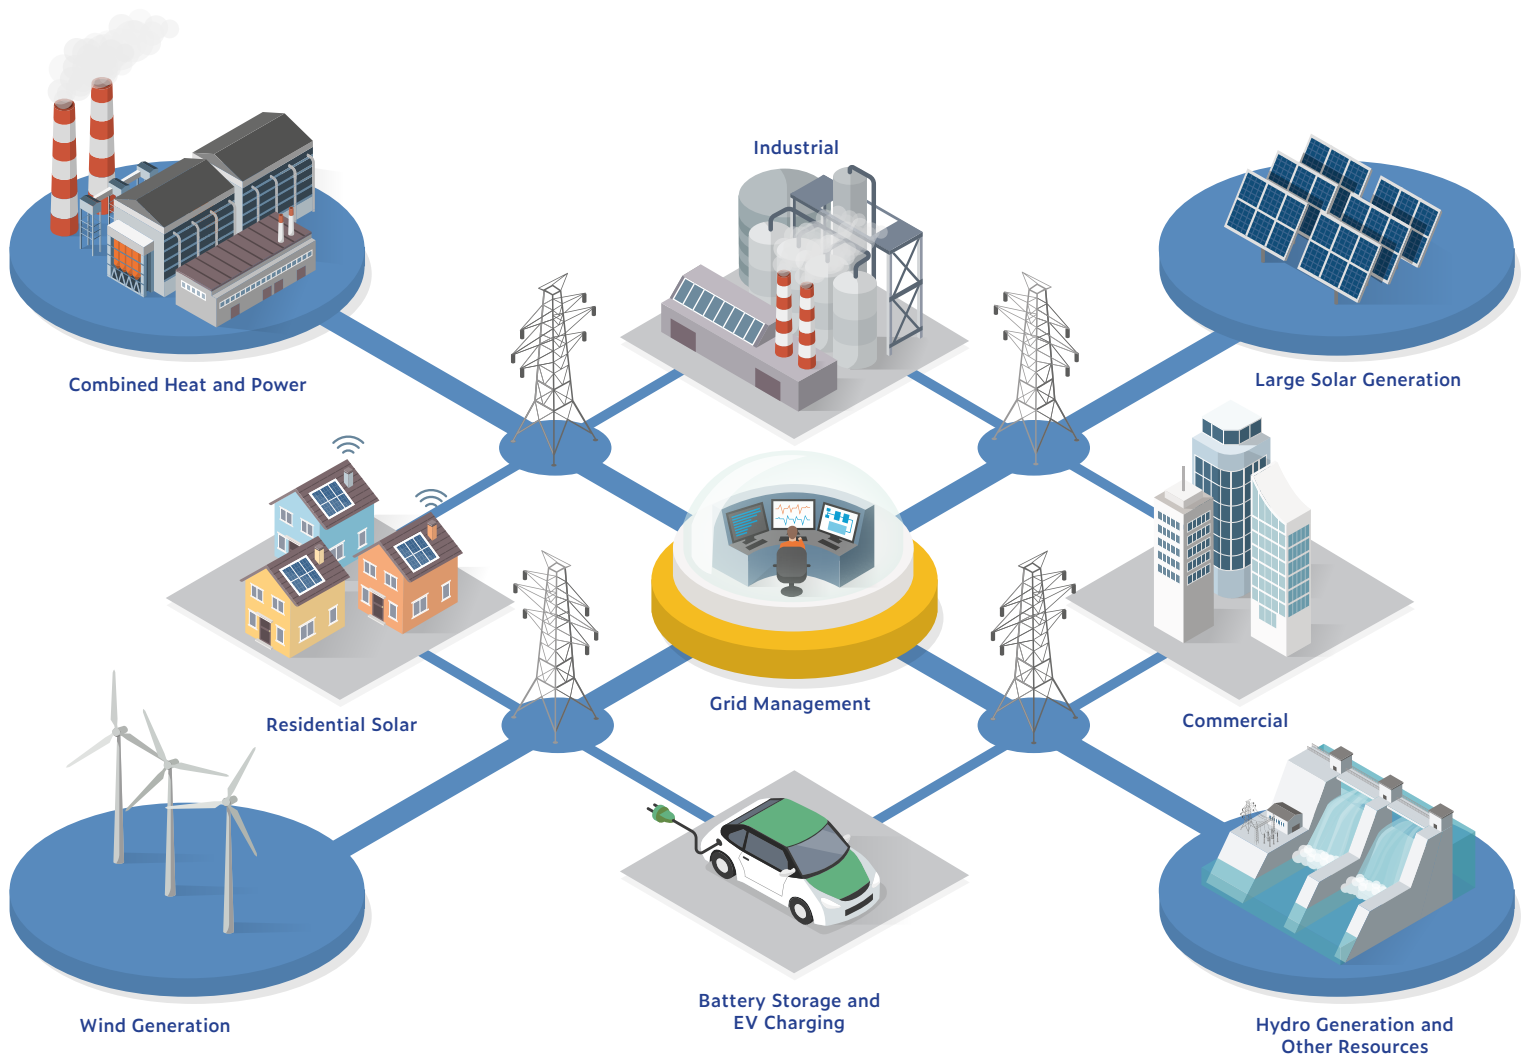 Industrial
Combined Heat and Power
Large Solar Generation
Grid Management
Residential Solar
Commercial
Battery Storage and
EV Charging
Wind Generation
Hydro Generation and
Other Resources